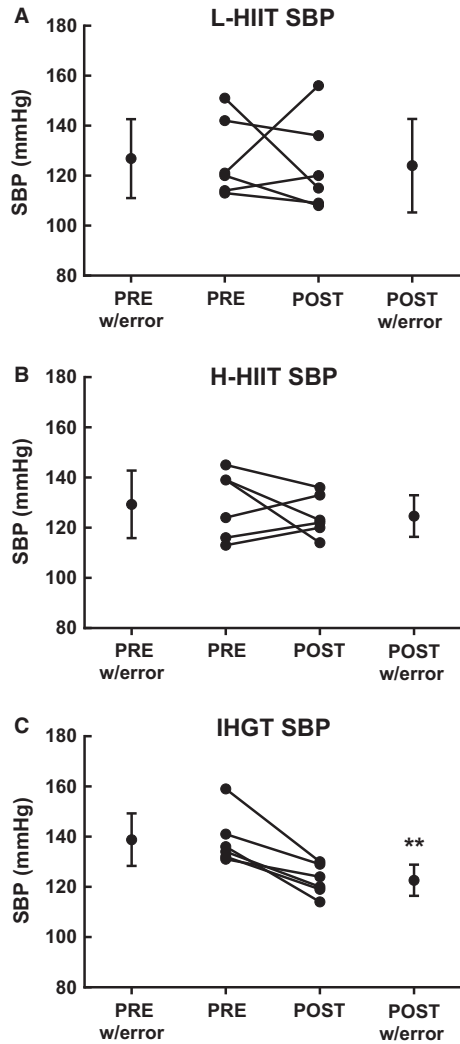 A
L-HIIT SBP
SBP (mmHg)
180
160
140
120
100
80
PRE
w/error
PRE
POST
POST
w/error
B
H-HIIT SBP
SBP (mmHg)
180
160
140
120
100
80
PRE
w/error
PRE
POST
POST
w/error
C
IHGT SBP
SBP (mmHg)
180
160
140
120
100
80
**
PRE
w/error
PRE
POST
POST
w/error